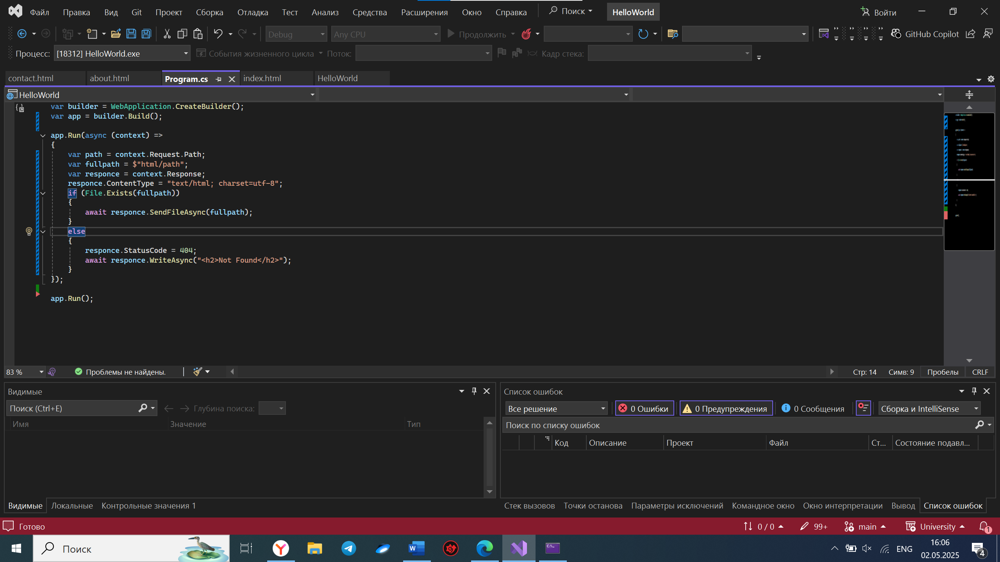 Файл Правка Вид Git Проект Сборка Отладка Тест Анализ Средства Расширения Окно Справка Поиск HelloWorld Войти
Debug Any CPU Продолжить GitHub Copilot
Процесс: [18312] HelloWorld.exe События жизненного цикла Поток: Кадр стека:
contact.html about.html Program.cs index.html HelloWorld
HelloWorld
var builder = WebApplication.CreateBuilder();
var app = builder.Build();
app.Run(async (context) =>
{
var path = context.Request.Path;
var fullpath = $"html/path";
var responce = context.Response;
responce.ContentType = "text/html; charset=utf-8";
if (File.Exists(fullpath))
{
await responce.SendFileAsync(fullpath);
}
else
{
responce.StatusCode = 404;
await responce.WriteAsync("<h2>Not Found</h2>");
}
});
app.Run();
83 % Проблемы не найдены. Стр: 14 Симв: 9 Пробелы CRLF
Видимые
Поиск (Ctrl+E) Глубина поиска:
Имя Значение Тип
Видимые Локальные Контрольные значения 1
Список ошибок
Все решение 0 Ошибки 0 Предупреждения 0 Сообщения Сборка и IntelliSense
Поиск по списку ошибок
Код Описание Проект Файл Ст... Состояние подавл...
Стек вызовов Точки останова Параметры исключений Командное окно Окно интерпретации Вывод Список ошибок
Готово 0 / 0 99+ main University 1
Поиск ENG 16:06
02.05.2025 4